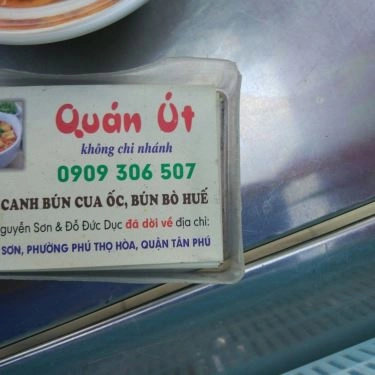 Quán Út
không chi nhánh
0909 306 507
CANH BÚN CUA ỐC, BÚN BÒ HUẾ
guyễn Sơn & Đỗ Đức Dục đã dời về địa chỉ:
SƠN, PHƯỜNG PHÚ THỌ HÒA, QUẬN TÂN PHÚ